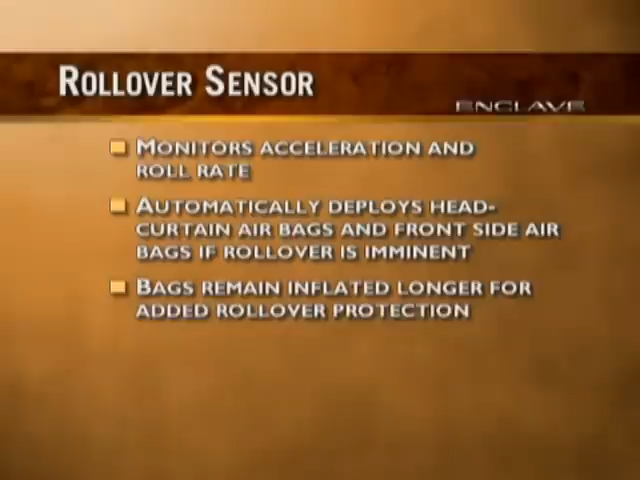 ROLLOVER SENSOR
ENCLAVE
MONITORS ACCELERATION AND
ROLL RATE
AUTOMATICALLY DEPLOYS HEAD-
CURTAIN AIR BAGS AND FRONT SIDE AIR
BAGS IF ROLLOVER IS IMMINENT
BAGS REMAIN INFLATED LONGER FOR
ADDED ROLLOVER PROTECTION